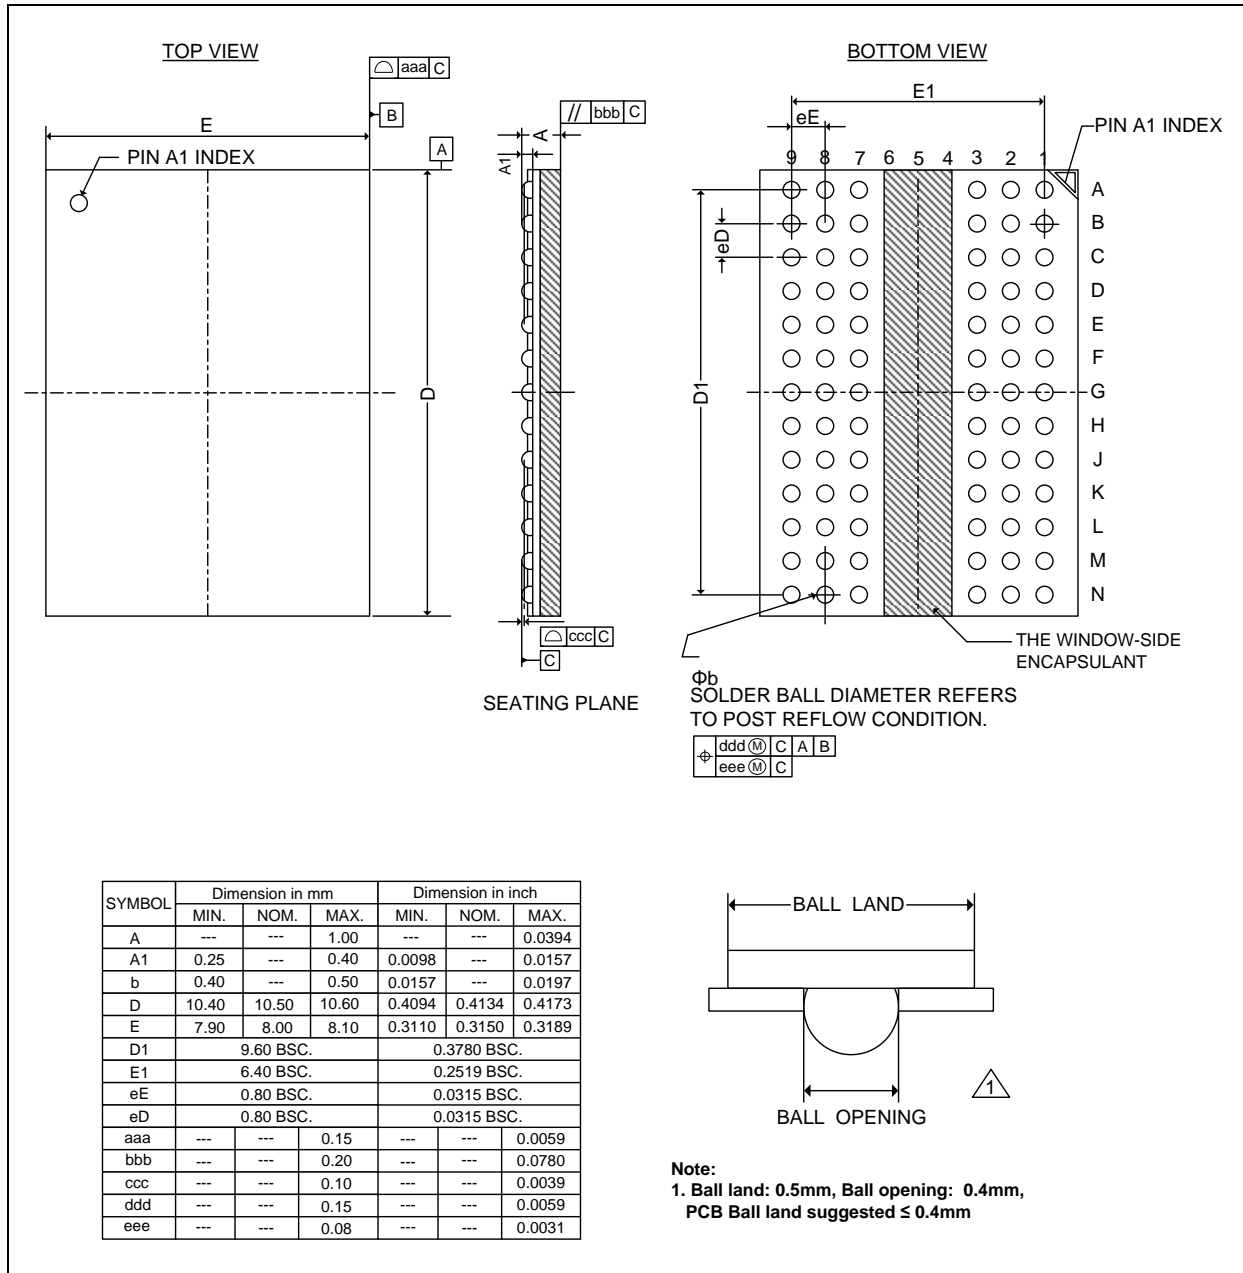 TOP VIEW
aaa C
B
E
PIN A1 INDEX
A
D
// bbb C
A
A1
ccc C
C
SEATING PLANE
BOTTOM VIEW
E1
eE
PIN A1 INDEX
9 8 7 6 5 4 3 2 1
A
B
C
D
E
F
G
H
J
K
L
M
N
eD
D1
THE WINDOW-SIDE
ENCAPSULANT
Φb
SOLDER BALL DIAMETER REFERS
TO POST REFLOW CONDITION.
⌖ ddd Ⓜ C A B
eee Ⓜ C
SYMBOL Dimension in mm Dimension in inch
MIN. NOM. MAX. MIN. NOM. MAX.
A --- --- 1.00 --- --- 0.0394
A1 0.25 --- 0.40 0.0098 --- 0.0157
b 0.40 --- 0.50 0.0157 --- 0.0197
D 10.40 10.50 10.60 0.4094 0.4134 0.4173
E 7.90 8.00 8.10 0.3110 0.3150 0.3189
D1 9.60 BSC. 0.3780 BSC.
E1 6.40 BSC. 0.2519 BSC.
eE 0.80 BSC. 0.0315 BSC.
eD 0.80 BSC. 0.0315 BSC.
aaa --- --- 0.15 --- --- 0.0059
bbb --- --- 0.20 --- --- 0.0780
ccc --- --- 0.10 --- --- 0.0039
ddd --- --- 0.15 --- --- 0.0059
eee --- --- 0.08 --- --- 0.0031
BALL LAND
1
BALL OPENING
Note:
1. Ball land: 0.5mm, Ball opening: 0.4mm,
PCB Ball land suggested ≤ 0.4mm